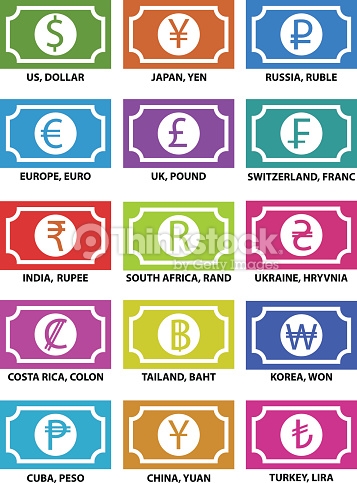 $ ¥ ₽
US, DOLLAR JAPAN, YEN RUSSIA, RUBLE
€ £ ₣
EUROPE, EURO UK, POUND SWITZERLAND, FRANC
₹ R ₴
Thinkstock
by Getty Images
INDIA, RUPEE SOUTH AFRICA, RAND UKRAINE, HRYVNIA
₡ ฿ ₩
COSTA RICA, COLON TAILAND, BAHT KOREA, WON
₱ Y ₺
CUBA, PESO CHINA, YUAN TURKEY, LIRA